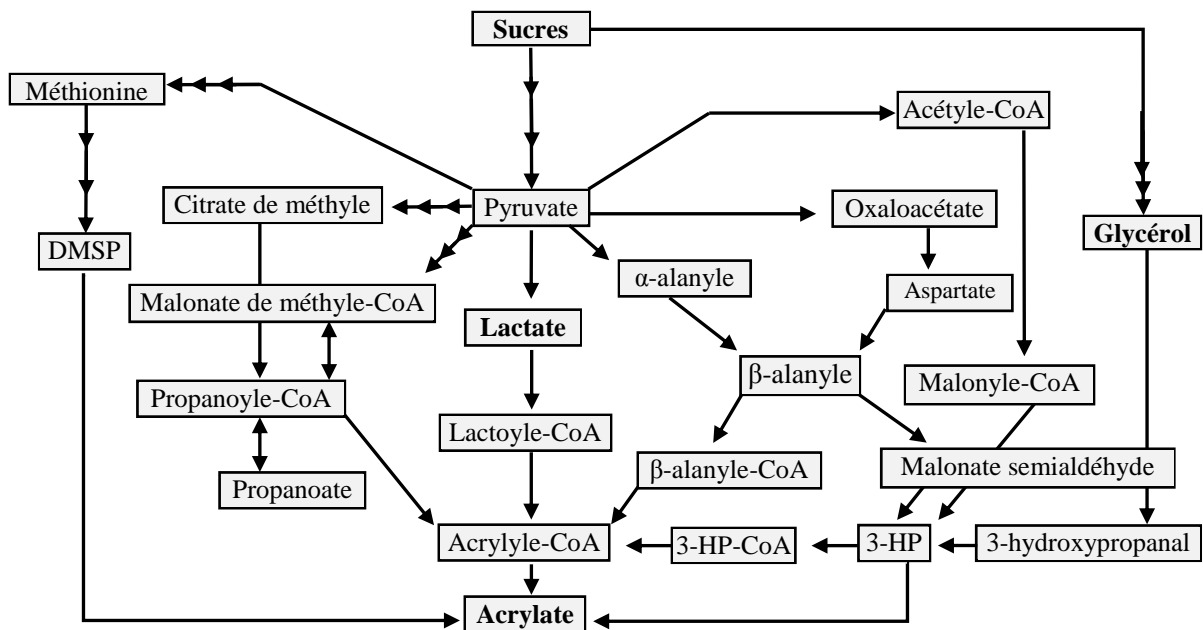 Sucres
Méthionine
Acétyle-CoA
Citrate de méthyle
Pyruvate
Oxaloacétate
Glycérol
DMSP
α-alanyle
Aspartate
Malonate de méthyle-CoA
Lactate
β-alanyle
Malonyle-CoA
Propanoyle-CoA
Lactoyle-CoA
β-alanyle-CoA
Malonate semialdéhyde
Propanoate
Acrylyle-CoA
3-HP-CoA
3-HP
3-hydroxypropanal
Acrylate